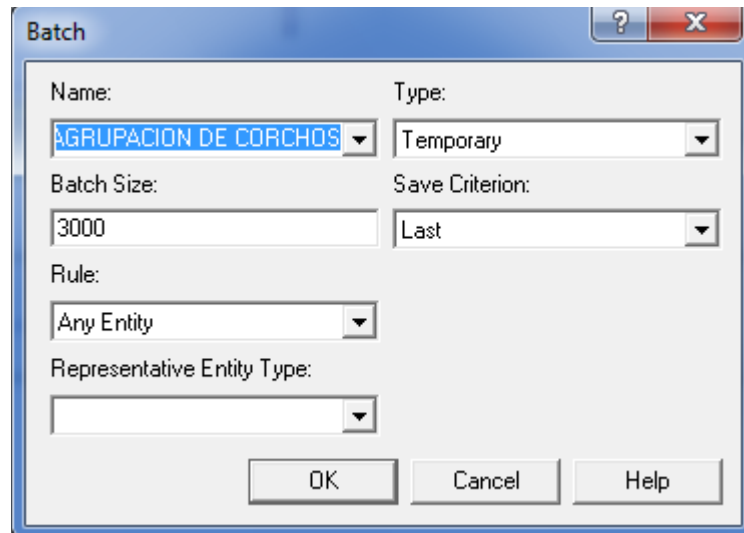 Batch
Name:
Type:
AGRUPACION DE CORCHOS
Temporary
Batch Size:
Save Criterion:
3000
Last
Rule:
Any Entity
Representative Entity Type:
OK
Cancel
Help